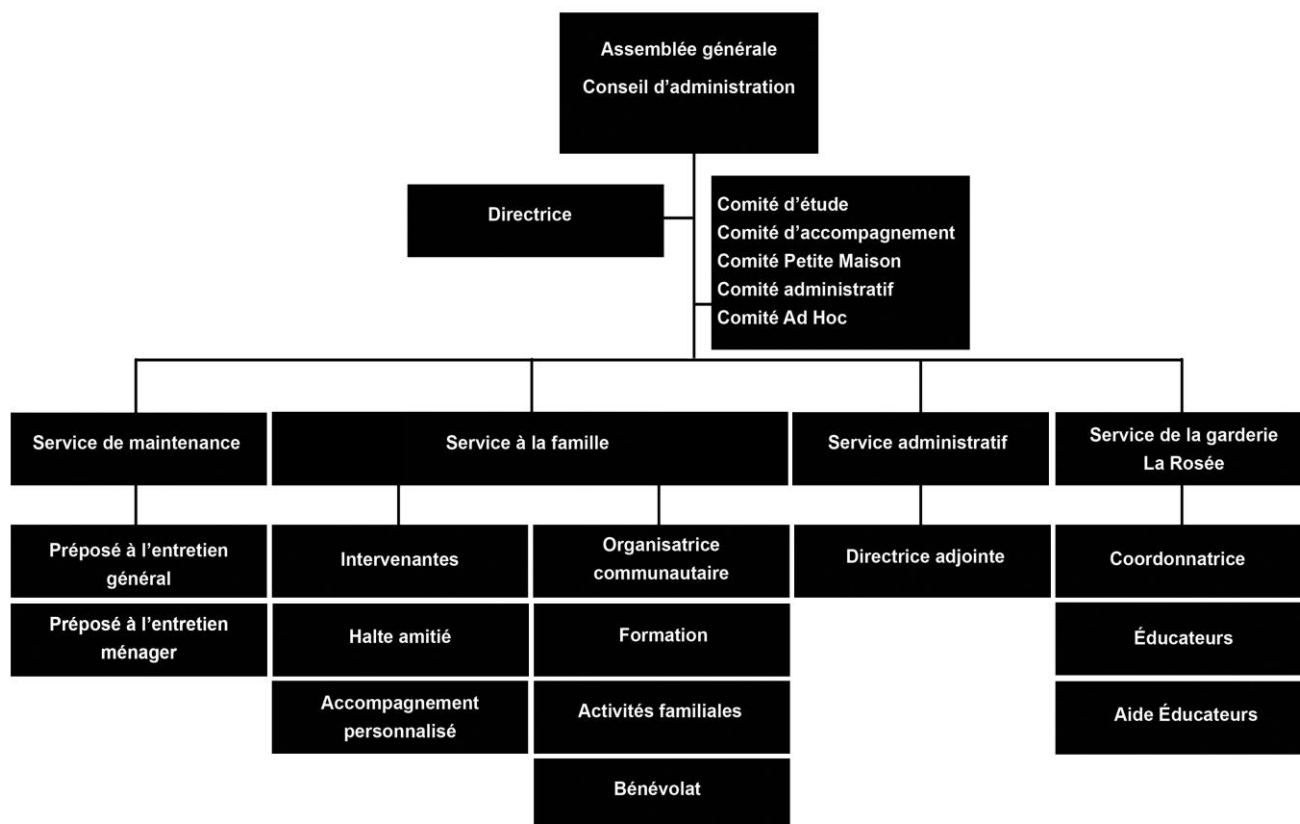 Assemblée générale
Conseil d’administration
Directrice
Comité d’étude
Comité d’accompagnement
Comité Petite Maison
Comité administratif
Comité Ad Hoc
Service de maintenance
Service à la famille
Service administratif
Service de la garderie
La Rosée
Préposé à l’entretien
général
Préposé à l’entretien
ménager
Intervenantes
Halte amitié
Accompagnement
personnalisé
Organisatrice
communautaire
Formation
Activités familiales
Bénévolat
Directrice adjointe
Coordonnatrice
Éducateurs
Aide Éducateurs